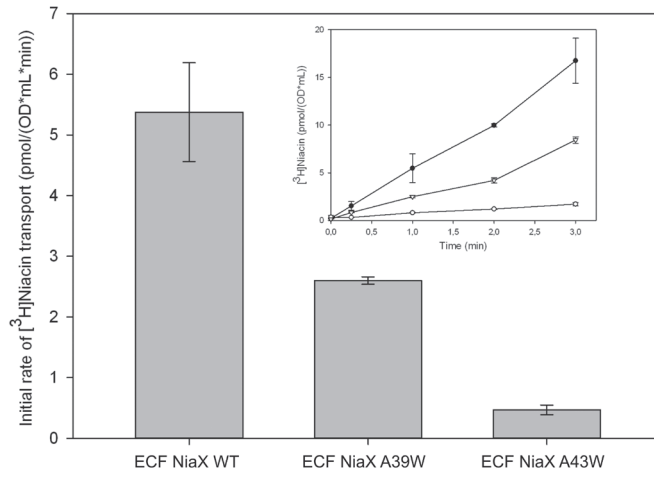 7
6
5
4
3
2
1
0
Initial rate of [³H]Niacin transport (pmol/(OD*mL*min))
20
15
10
5
0
[³H]Niacin (pmol/(OD*mL))
0,0 0,5 1,0 1,5 2,0 2,5 3,0
Time (min)
ECF NiaX WT ECF NiaX A39W ECF NiaX A43W